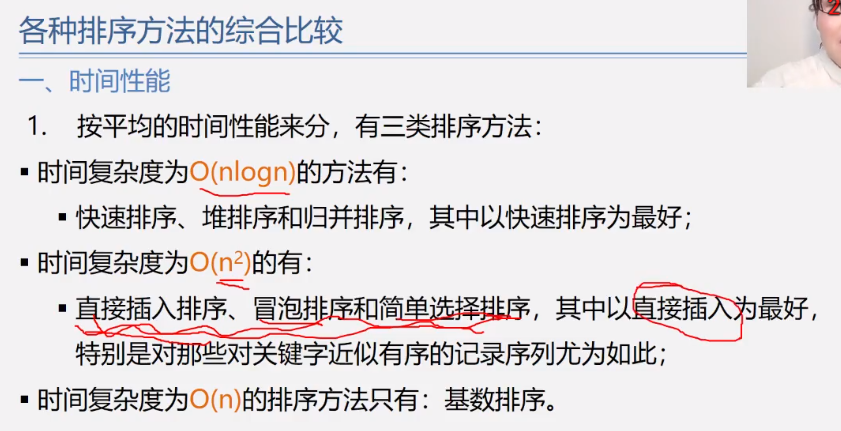 各种排序方法的综合比较
一、时间性能
1. 按平均的时间性能来分，有三类排序方法：
▪ 时间复杂度为O(nlogn)的方法有：
▪ 快速排序、堆排序和归并排序，其中以快速排序为最好；
▪ 时间复杂度为O(n²)的有：
▪ 直接插入排序、冒泡排序和简单选择排序，其中以直接插入为最好，
特别是对那些对关键字近似有序的记录序列尤为如此；
▪ 时间复杂度为O(n)的排序方法只有：基数排序。